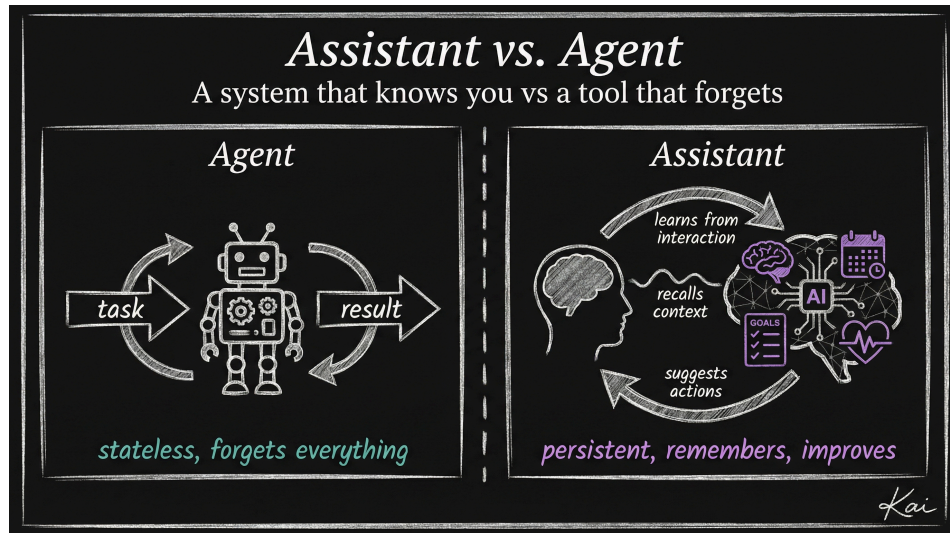 Assistant vs. Agent
A system that knows you vs a tool that forgets
Agent
task
result
stateless, forgets everything
Assistant
learns from
interaction
recalls
context
AI
GOALS
suggests
actions
persistent, remembers, improves
Kai